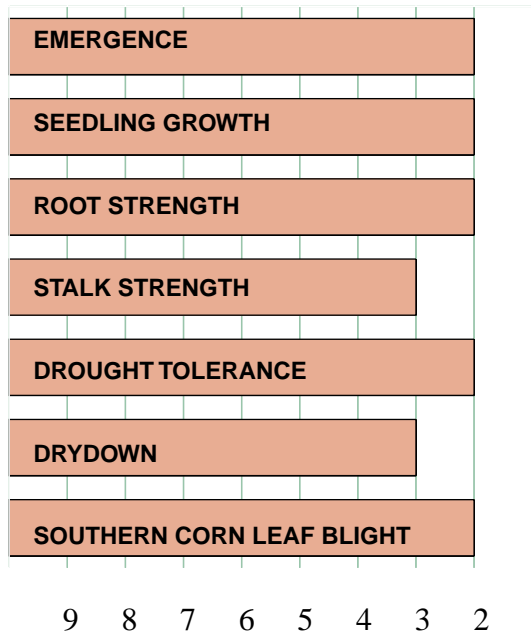 EMERGENCE
SEEDLING GROWTH
ROOT STRENGTH
STALK STRENGTH
DROUGHT TOLERANCE
DRYDOWN
SOUTHERN CORN LEAF BLIGHT
9 8 7 6 5 4 3 2